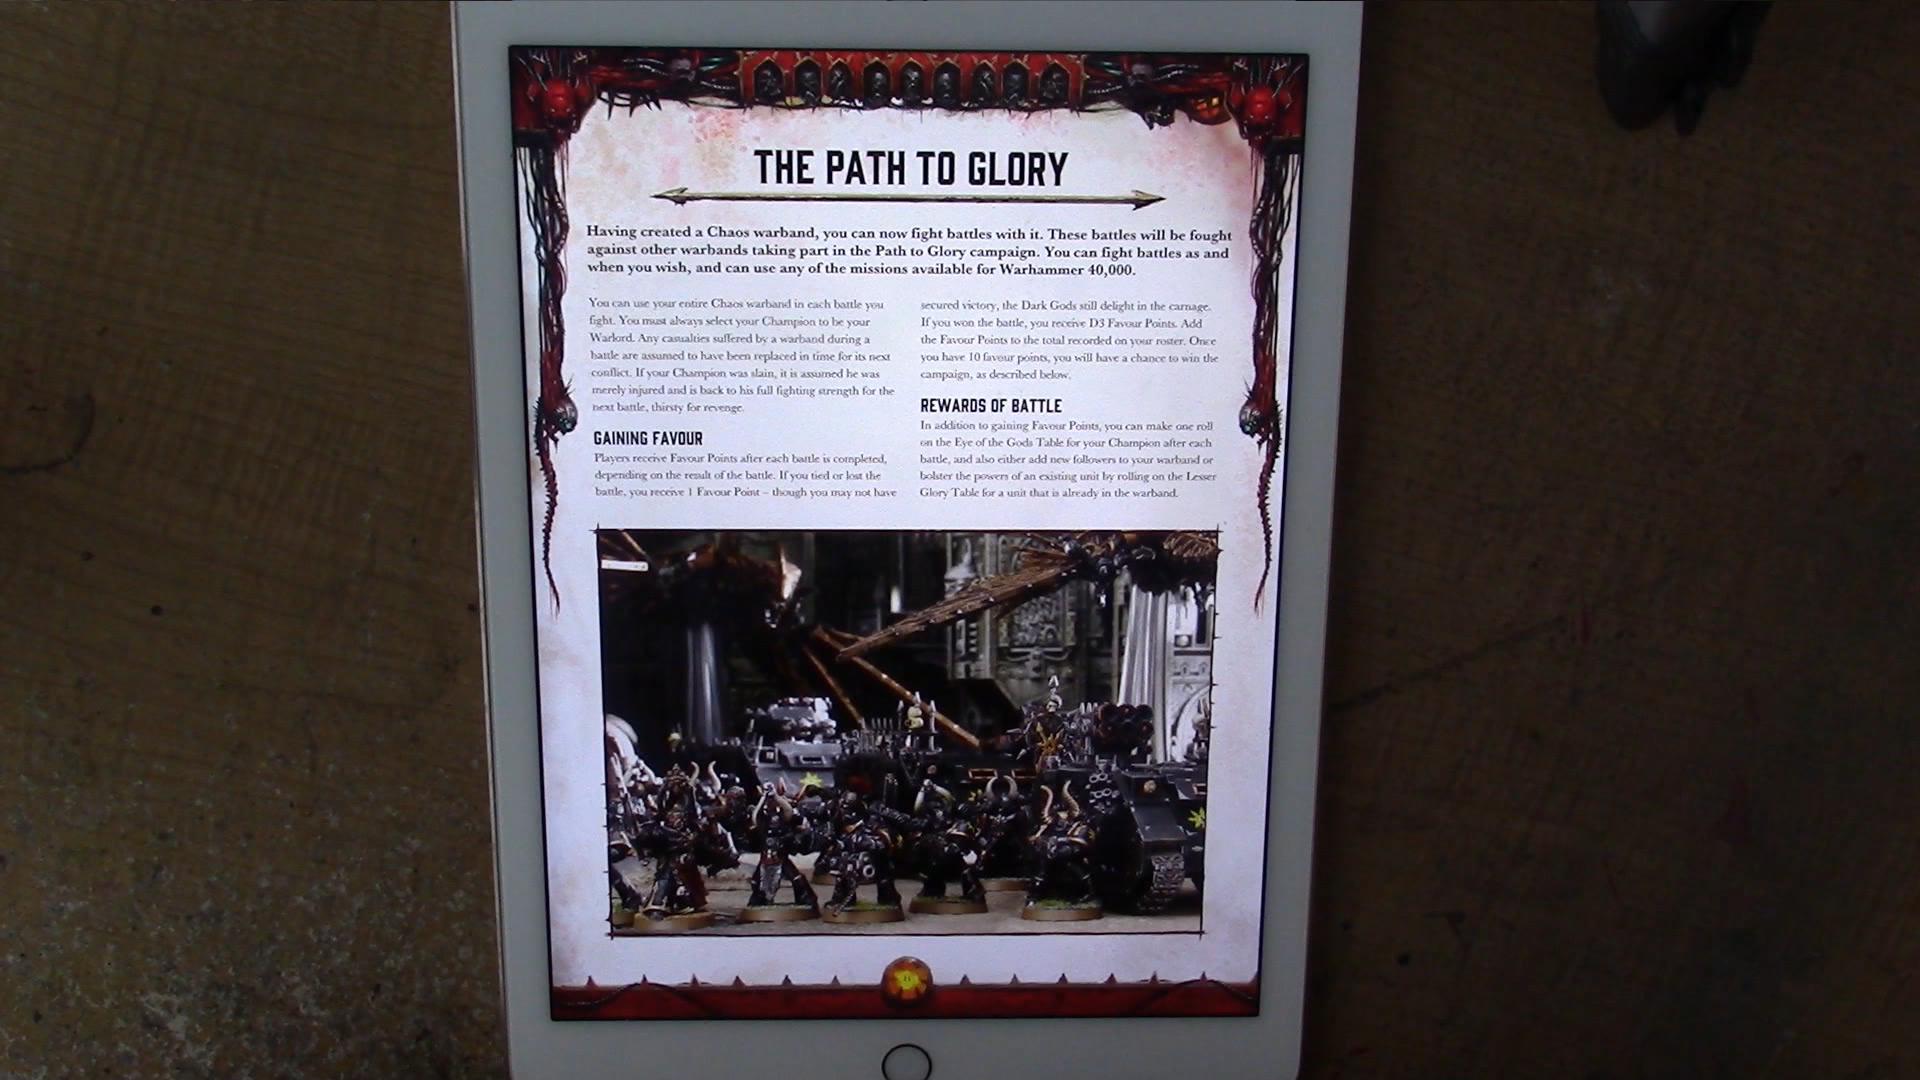 THE PATH TO GLORY
Having created a Chaos warband, you can now fight battles with it. These battles will be fought
against other warbands taking part in the Path to Glory campaign. You can fight battles as and
when you wish, and can use any of the missions available for Warhammer 40,000.
You can use your entire Chaos warband in each battle you
fight. You must always select your Champion to be your
Warlord. Any casualties suffered by a warband during a
battle are assumed to have been replaced in time for its next
conflict. If your Champion was slain, it is assumed he was
merely injured and is back to his full fighting strength for the
next battle, thirsty for revenge.
GAINING FAVOUR
Players receive Favour Points after each battle is completed,
depending on the result of the battle. If you tied or lost the
battle, you receive 1 Favour Point – though you may not have
secured victory, the Dark Gods still delight in the carnage.
If you won the battle, you receive D3 Favour Points. Add
the Favour Points to the total recorded on your roster. Once
you have 10 favour points, you will have a chance to win the
campaign, as described below.
REWARDS OF BATTLE
In addition to gaining Favour Points, you can make one roll
on the Eye of the Gods Table for your Champion after each
battle, and also either add new followers to your warband or
bolster the powers of an existing unit by rolling on the Lesser
Glory Table for a unit that is already in the warband.